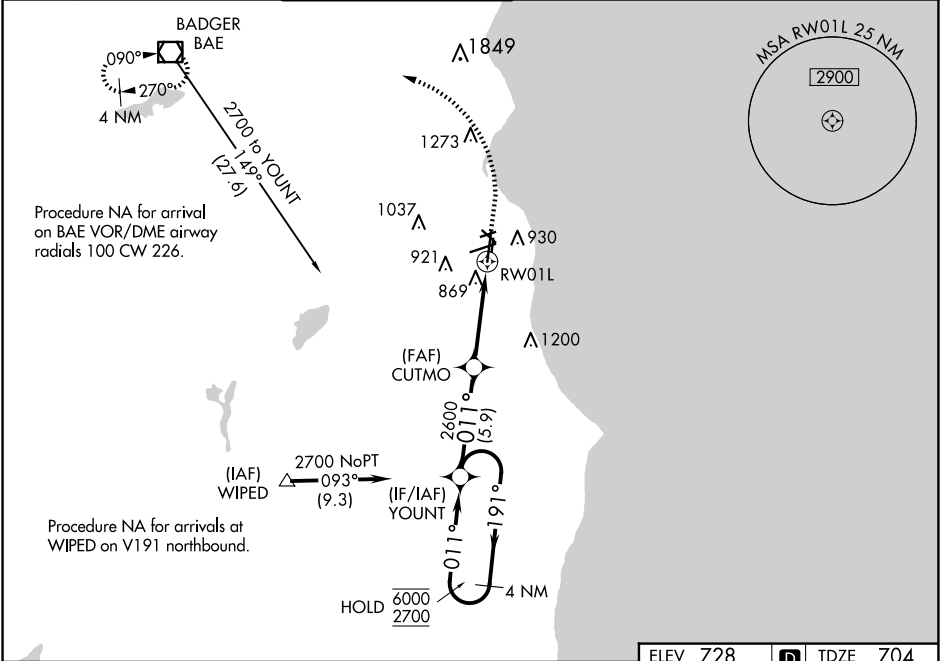 BADGER
BAE
090°
270°
4 NM
2700 to YOUNT
149°
(27.6)
1849
MSA RW01L 25 NM
2900
1273
Procedure NA for arrival
on BAE VOR/DME airway
radials 100 CW 226.
1037
921
930
869
RW01L
1200
(FAF)
CUTMO
2600
011°
(5.9)
(IAF)
WIPED
2700 NoPT
093°
(9.3)
(IF/IAF)
YOUNT
191°
011°
Procedure NA for arrivals at
WIPED on V191 northbound.
HOLD
6000
2700
4 NM
ELEV 728
D
TDZE 704